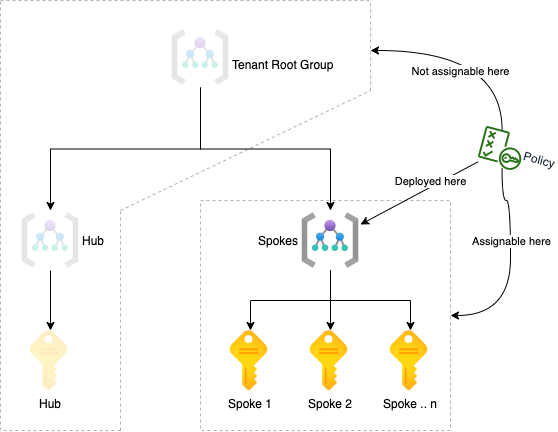 Tenant Root Group
Not assignable here
Policy
Deployed here
Hub
Spokes
Assignable here
Hub
Spoke 1
Spoke 2
Spoke .. n